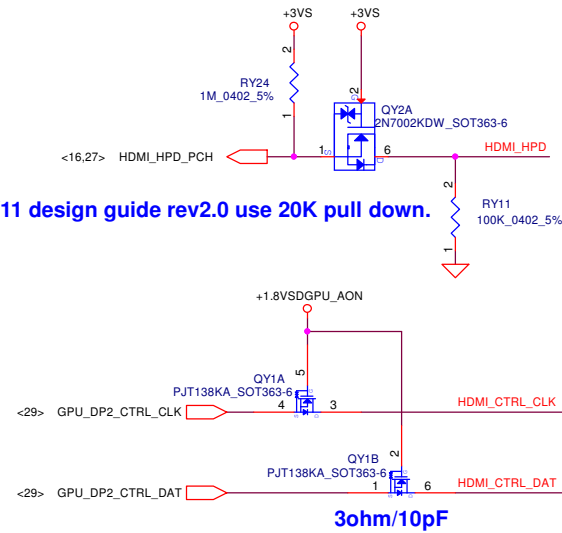 +3VS +3VS
2
RY24
1M_0402_5%
1
2
G
QY2A
2N7002KDW_SOT363-6
<16,27> HDMI_HPD_PCH 1 S D 6 HDMI_HPD
11 design guide rev2.0 use 20K pull down.
2
RY11
100K_0402_5%
1
+1.8VSDGPU_AON
5
QY1A
PJT138KA_SOT363-6
<29> GPU_DP2_CTRL_CLK 4 3 HDMI_CTRL_CLK
2
QY1B
PJT138KA_SOT363-6
<29> GPU_DP2_CTRL_DAT 1 6 HDMI_CTRL_DAT
3ohm/10pF